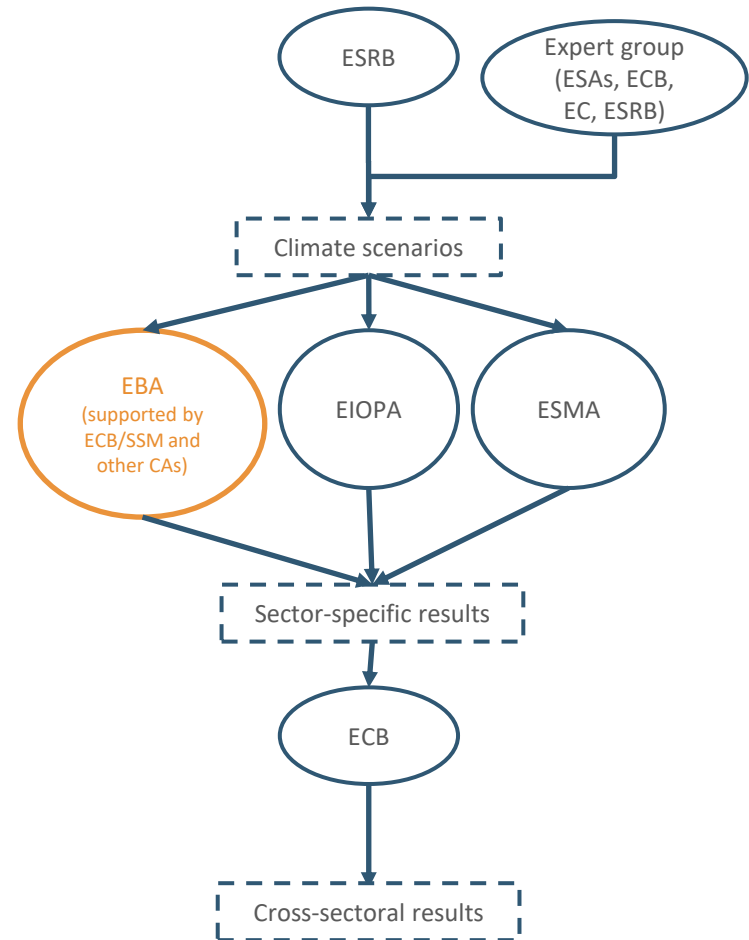 ESRB
Expert group
(ESAs, ECB,
EC, ESRB)
Climate scenarios
EBA
(supported by
ECB/SSM and
other CAs)
EIOPA
ESMA
Sector-specific results
ECB
Cross-sectoral results